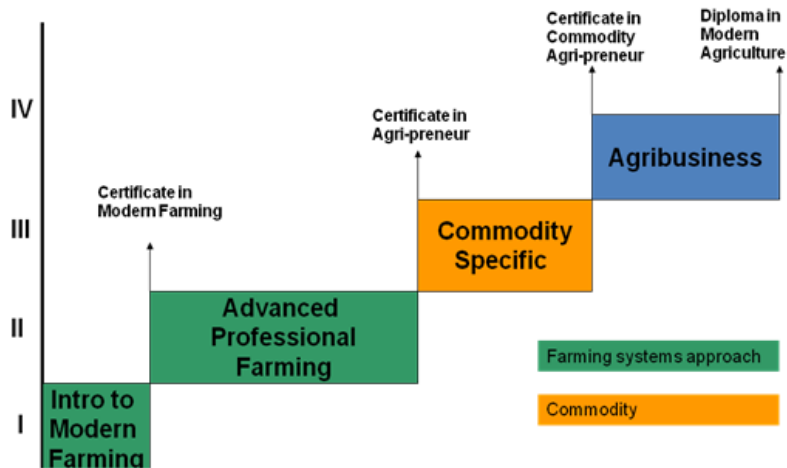 Certificate in
Commodity
Agri-preneur
Diploma in
Modern
Agriculture
IV
Certificate in
Agri-preneur
Agribusiness
Certificate in
Modern Farming
III
Commodity
Specific
II
Advanced
Professional
Farming
Farming systems approach
Commodity
I
Intro to
Modern
Farming